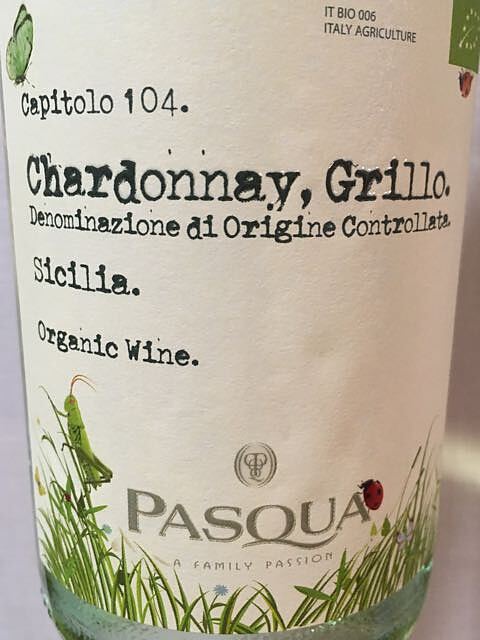 IT BIO 006
ITALY AGRICULTURE
Capitolo 104.
Chardonnay, Grillo.
Denominazione di Origine Controllata.
Sicilia.
Organic Wine.
PASQUA
A FAMILY PASSION